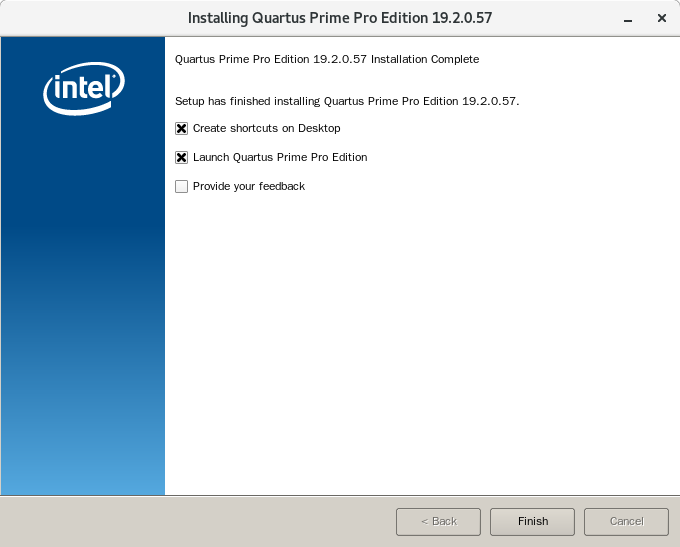 Installing Quartus Prime Pro Edition 19.2.0.57
intel
Quartus Prime Pro Edition 19.2.0.57 Installation Complete
Setup has finished installing Quartus Prime Pro Edition 19.2.0.57.
Create shortcuts on Desktop
Launch Quartus Prime Pro Edition
Provide your feedback
< Back
Finish
Cancel